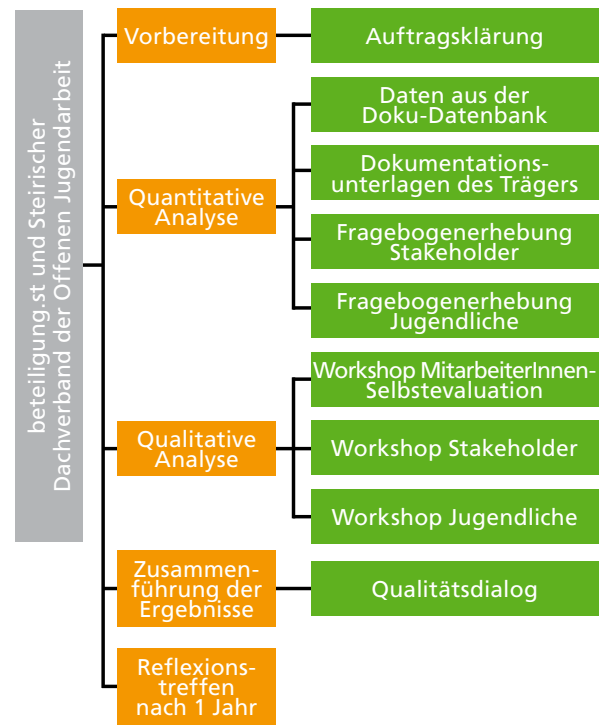 beteiligung.st und Steirischer
Dachverband der Offenen Jugendarbeit
Vorbereitung
Auftragsklärung
Quantitative
Analyse
Daten aus der
Doku-Datenbank
Dokumentations-
unterlagen des Trägers
Fragebogenerhebung
Stakeholder
Fragebogenerhebung
Jugendliche
Qualitative
Analyse
Workshop MitarbeiterInnen-
Selbstevaluation
Workshop Stakeholder
Workshop Jugendliche
Zusammen-
führung der
Ergebnisse
Qualitätsdialog
Reflexions-
treffen
nach 1 Jahr